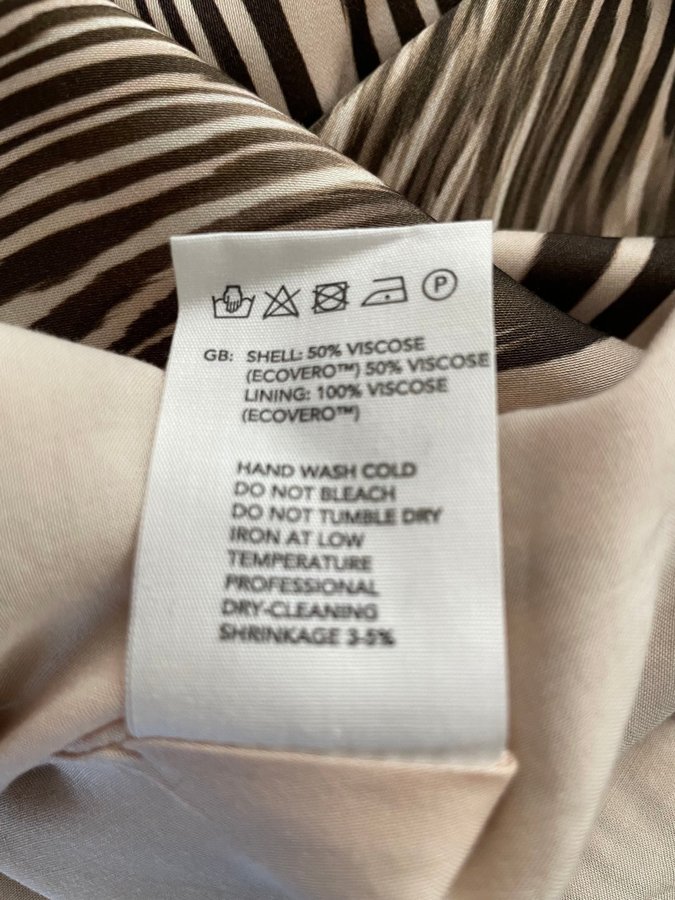 P
GB: SHELL: 50% VISCOSE
(ECOVERO™) 50% VISCOSE
LINING: 100% VISCOSE
(ECOVERO™)
HAND WASH COLD
DO NOT BLEACH
DO NOT TUMBLE DRY
IRON AT LOW
TEMPERATURE
PROFESSIONAL
DRY-CLEANING
SHRINKAGE 3-5%